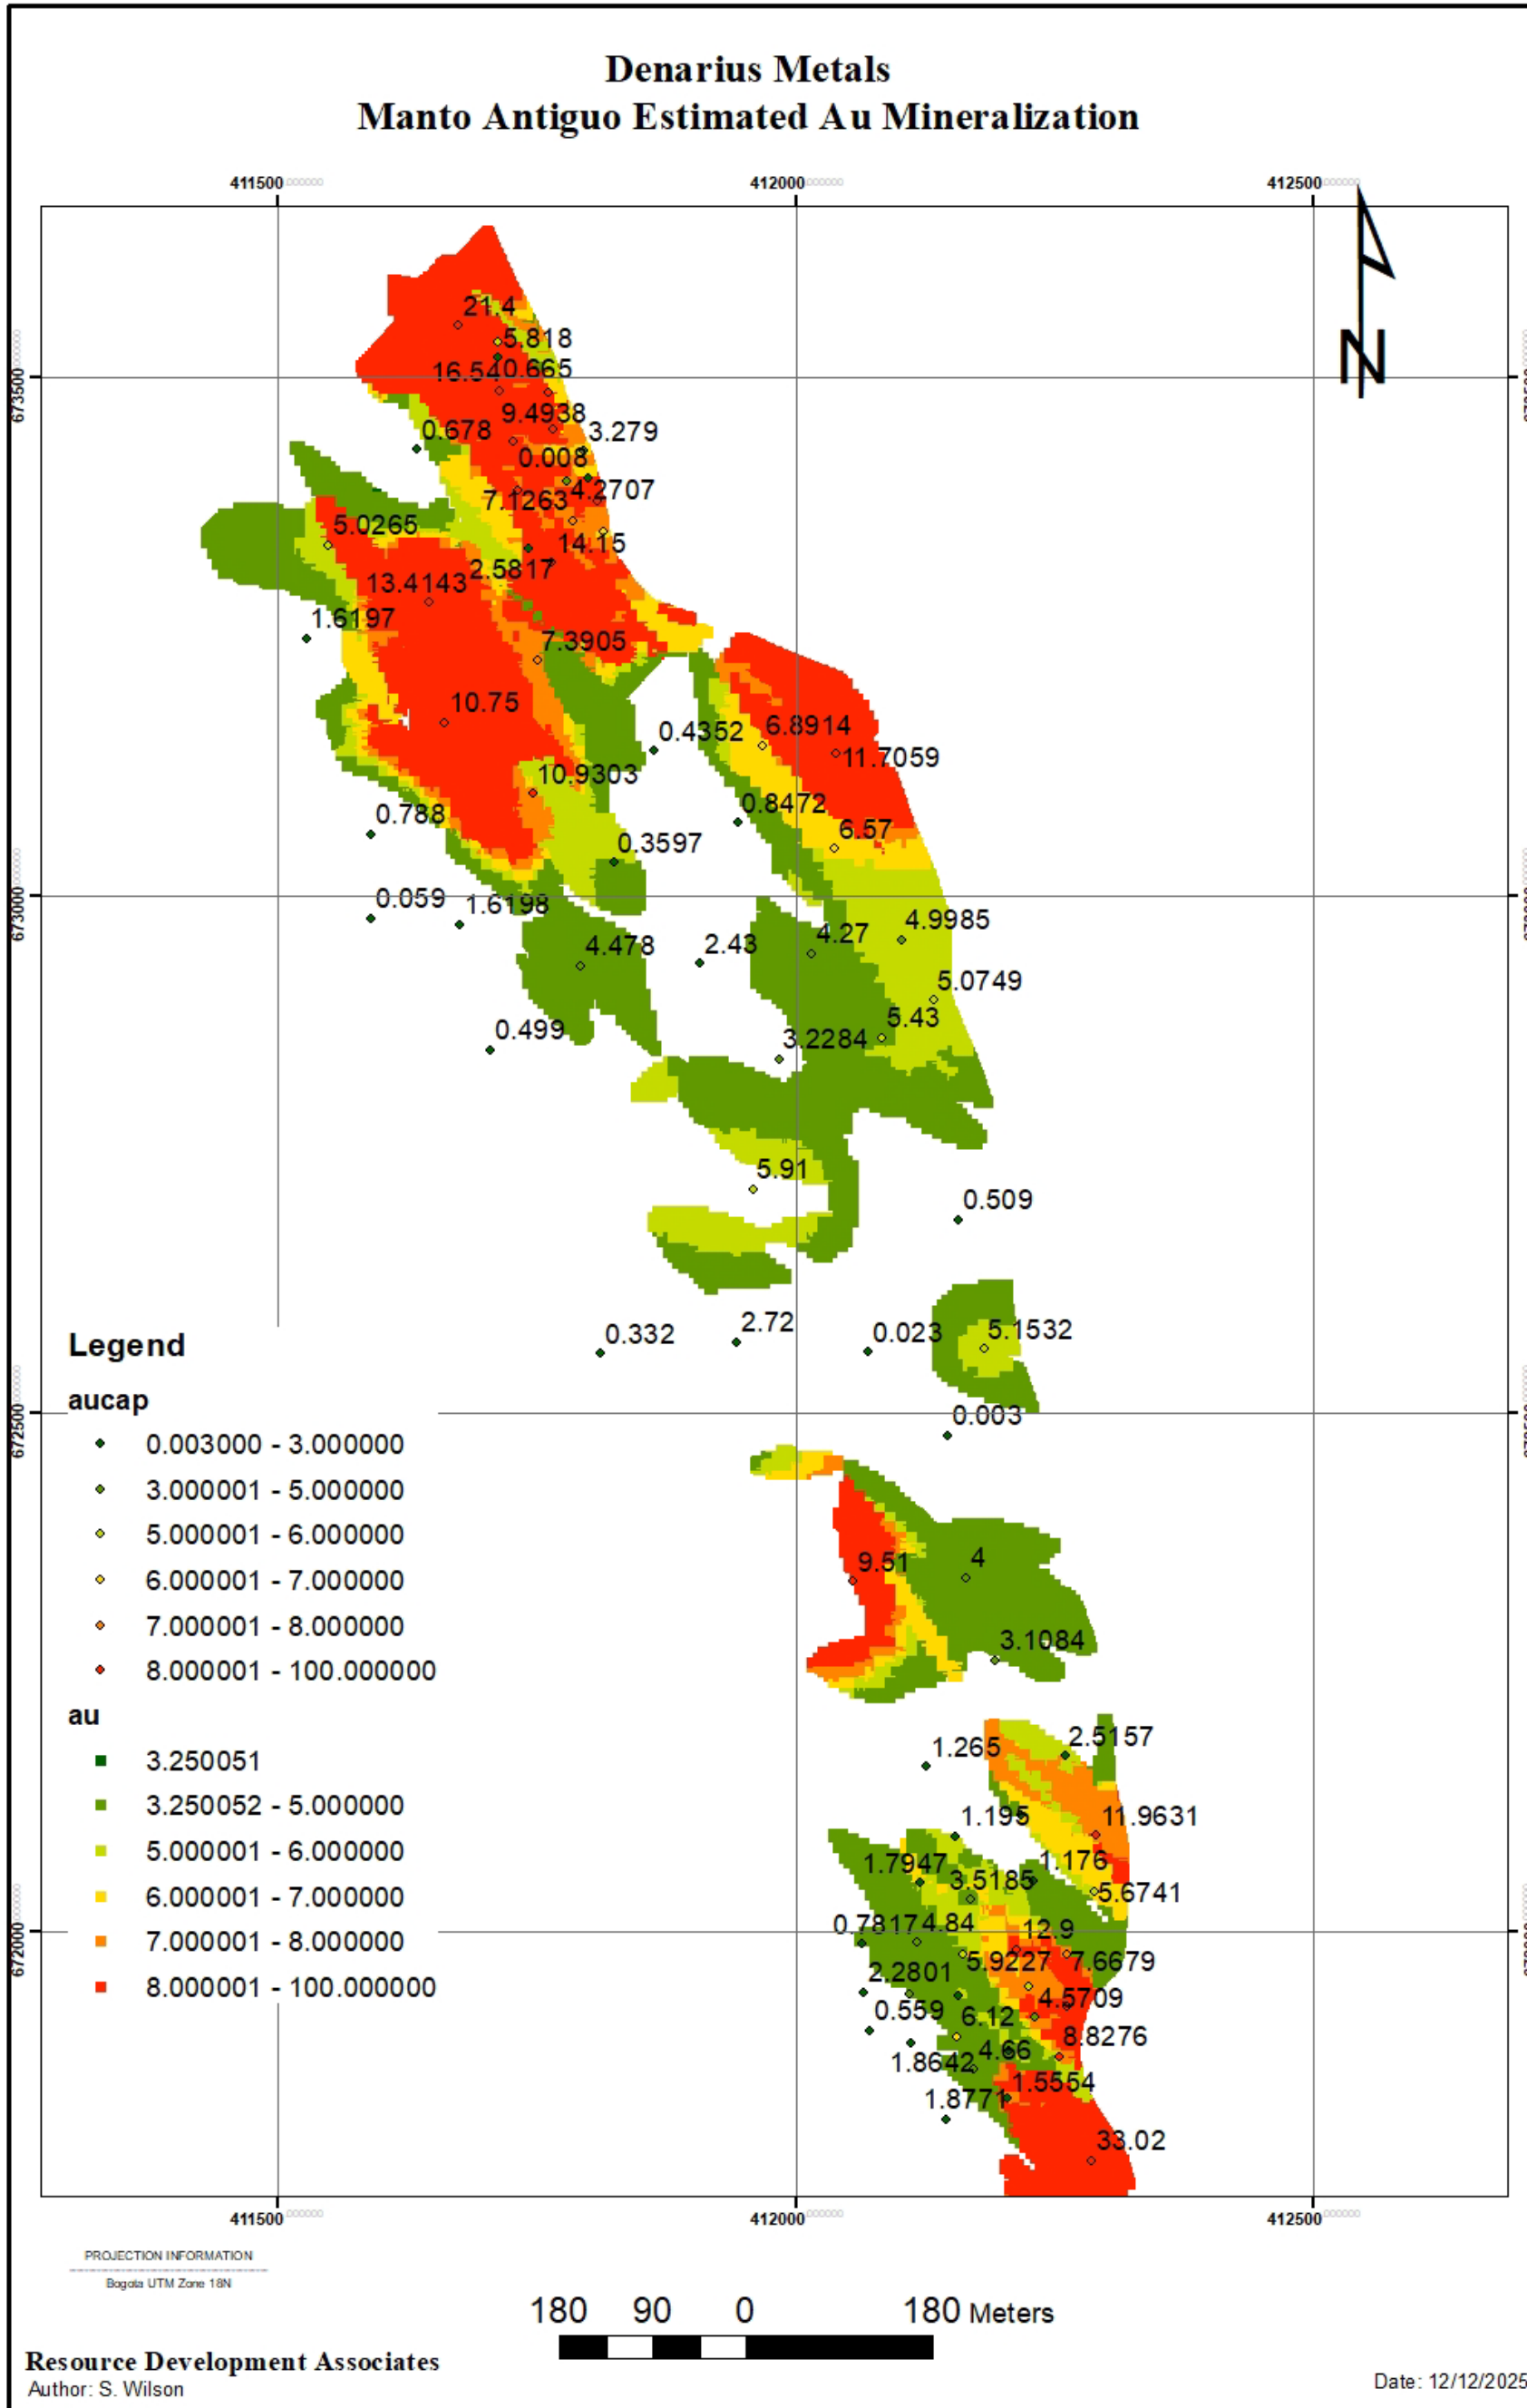 Denarius Metals
Manto Antiguo Estimated Au Mineralization
411500.000000 412000.000000 412500.000000
N
21.4
5.818
673500
16.54 0.665
9.4938
0.678 3.279
0.008
7.1263 4.2707
5.0265 14.15
2.5817
13.4143
1.6197
7.3905
10.75
0.4352 6.8914
11.7059
10.9303
0.8472
0.788
6.57
0.3597
673000
0.059 1.6198
4.9985
4.478 2.43 4.27
5.0749
5.43
0.499 3.2284
5.91
0.509
0.332 2.72 0.023 5.1532
672500
0.003
9.51 4
3.1084
1.265 2.5157
1.195 11.9631
1.7947 1.176
3.5185 5.6741
672000
0.7817 4.84 12.9
5.9227 7.6679
2.2801
4.5709
0.559 6.12
8.8276
1.8642 4.66
1.5554
1.8771
33.02
Legend
aucap
0.003000 - 3.000000
3.000001 - 5.000000
5.000001 - 6.000000
6.000001 - 7.000000
7.000001 - 8.000000
8.000001 - 100.000000
au
3.250051
3.250052 - 5.000000
5.000001 - 6.000000
6.000001 - 7.000000
7.000001 - 8.000000
8.000001 - 100.000000
411500.000000 412000.000000 412500.000000
PROJECTION INFORMATION
Bogota UTM Zone 18N
180 90 0 180 Meters
Resource Development Associates
Author: S. Wilson
Date: 12/12/2025